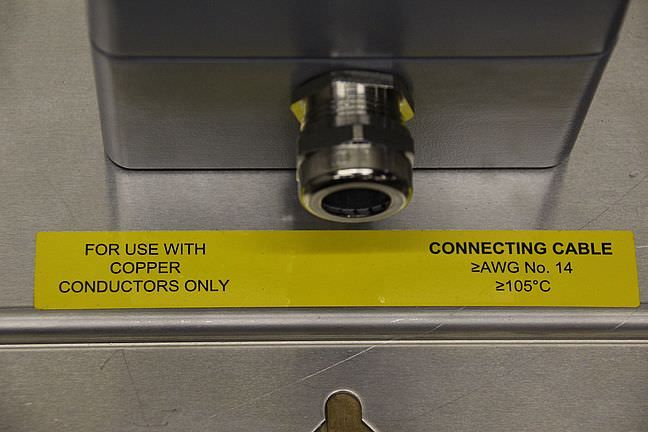 FOR USE WITH
COPPER
CONDUCTORS ONLY
CONNECTING CABLE
≥AWG No. 14
≥105°C